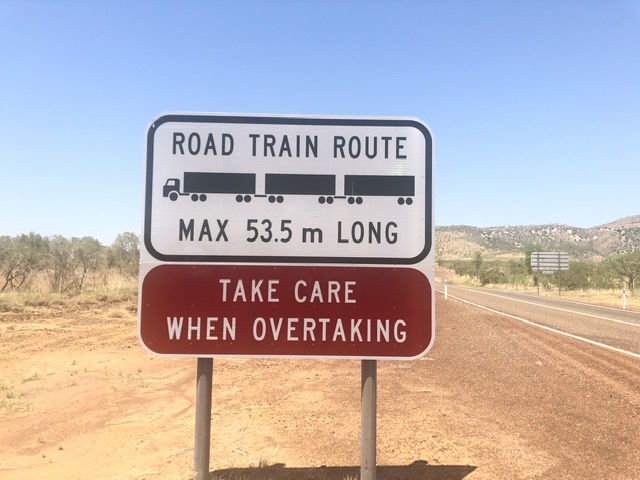 ROAD TRAIN ROUTE
MAX 53.5 m LONG
TAKE CARE
WHEN OVERTAKING